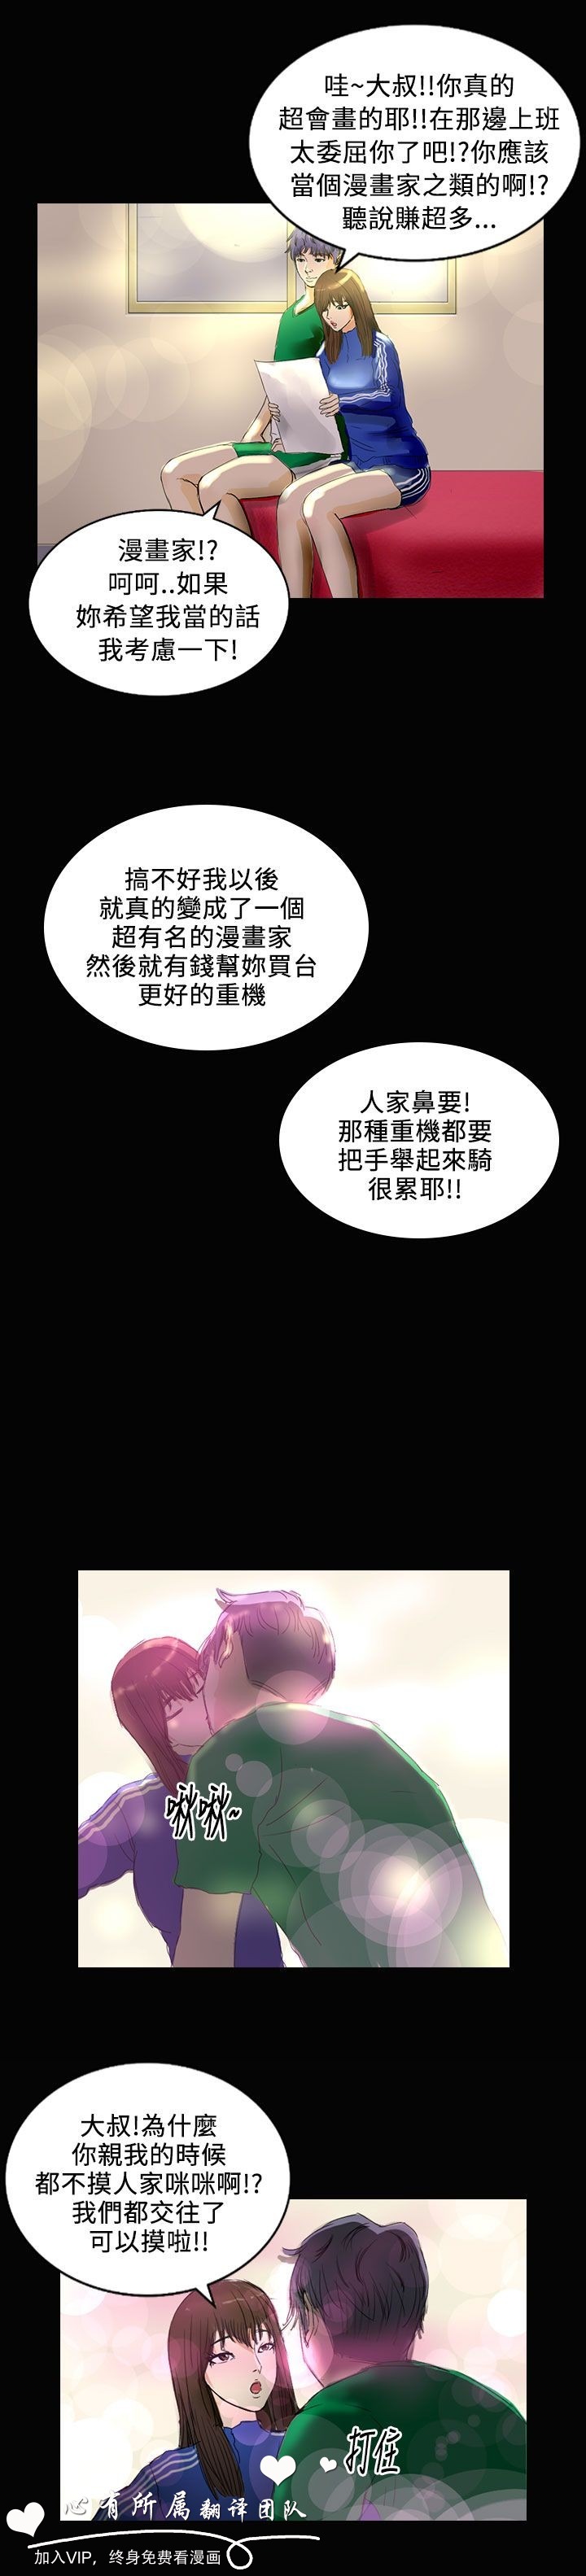 哇~大叔!!你真的
超會畫的耶!!在那邊上班
太委屈你了吧!?你應該
當個漫畫家之類的啊!?
聽說賺超多...
漫畫家!?
呵呵..如果
妳希望我當的話
我考慮一下!
搞不好我以後
就真的變成了一個
超有名的漫畫家
然後就有錢幫妳買台
更好的重機
人家鼻要!
那種重機都要
把手舉起來騎
很累耶!!
啾啾~
大叔!為什麼
你親我的時候
都不摸人家咪咪啊!?
我們都交往了
可以摸啦!!
打住
心有所属翻译团队
加入VIP，终身免费看漫画